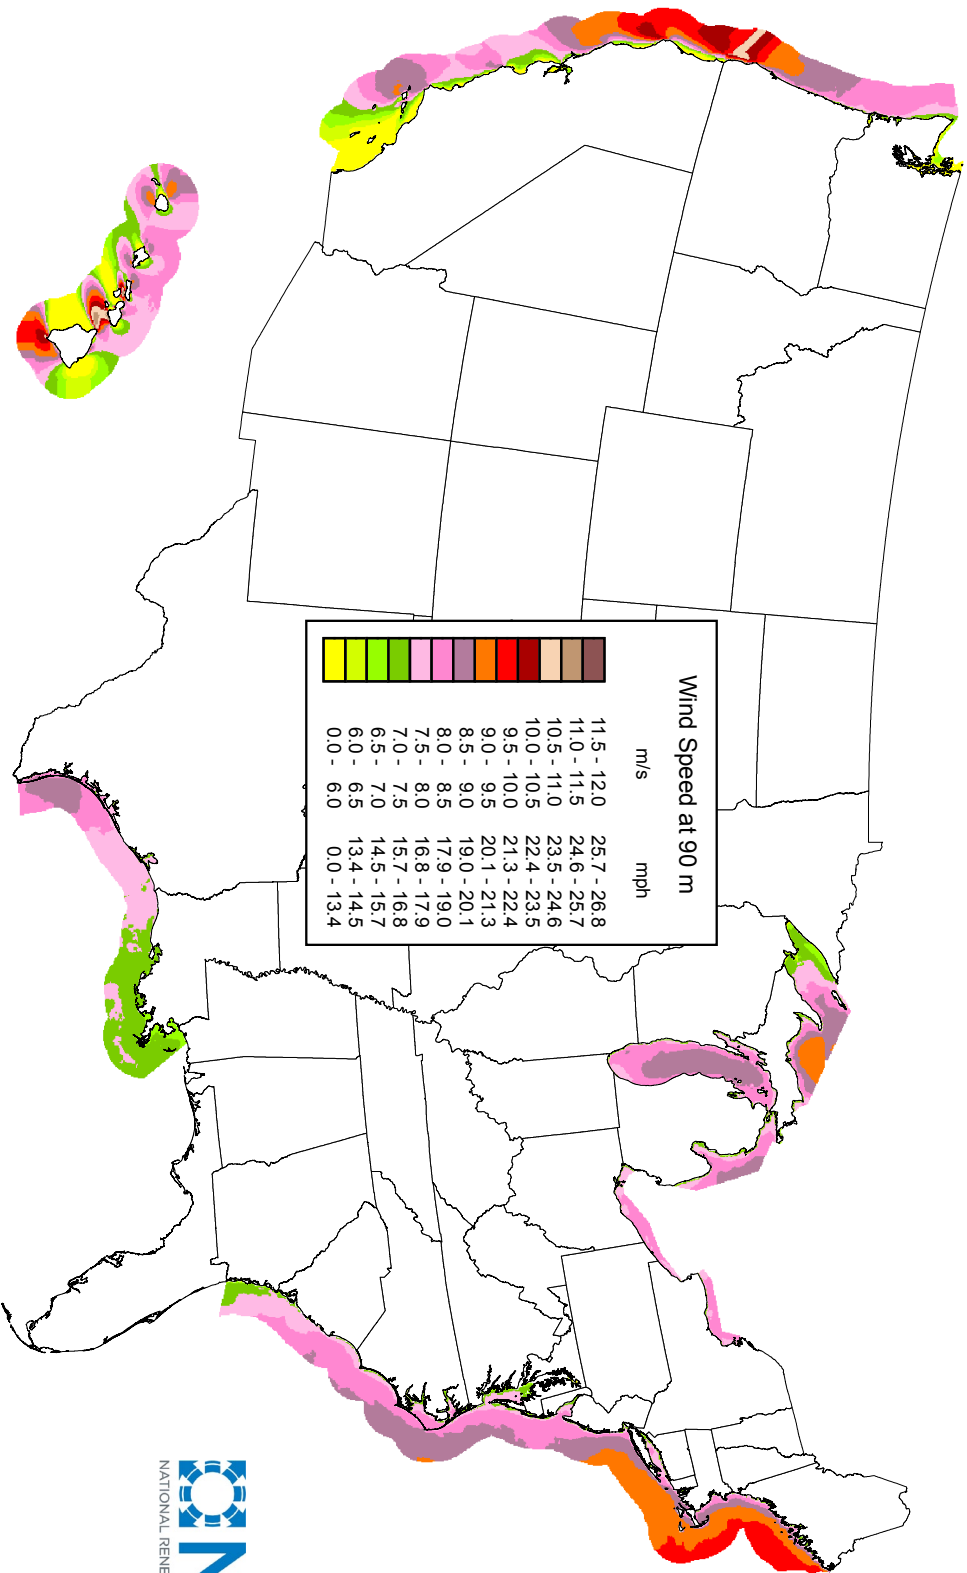 Wind Speed at 90 m
m/s mph
11.5 - 12.0 25.7 - 26.8
11.0 - 11.5 24.6 - 25.7
10.5 - 11.0 23.5 - 24.6
10.0 - 10.5 22.4 - 23.5
9.5 - 10.0 21.3 - 22.4
9.0 - 9.5 20.1 - 21.3
8.5 - 9.0 19.0 - 20.1
8.0 - 8.5 17.9 - 19.0
7.5 - 8.0 16.8 - 17.9
7.0 - 7.5 15.7 - 16.8
6.5 - 7.0 14.5 - 15.7
6.0 - 6.5 13.4 - 14.5
0.0 - 6.0 0.0 - 13.4
N
NATIONAL RENE